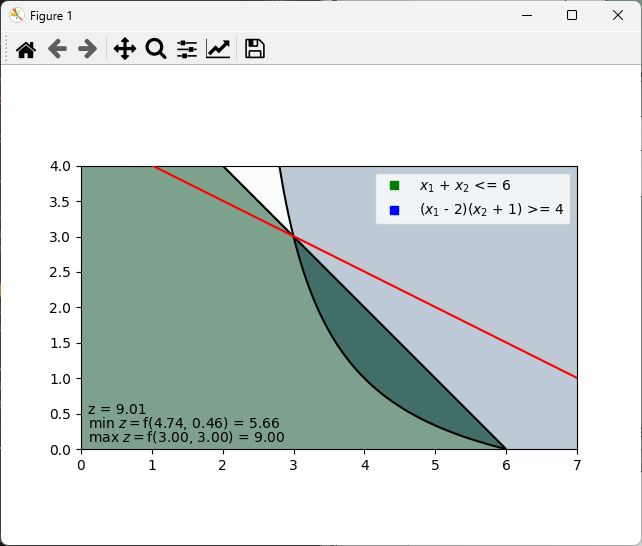 Figure 1
4.0
3.5
3.0
2.5
2.0
1.5
1.0
0.5
0.0
x₁ + x₂ <= 6
(x₁ - 2)(x₂ + 1) >= 4
z = 9.01
min z = f(4.74, 0.46) = 5.66
max z = f(3.00, 3.00) = 9.00
0 1 2 3 4 5 6 7